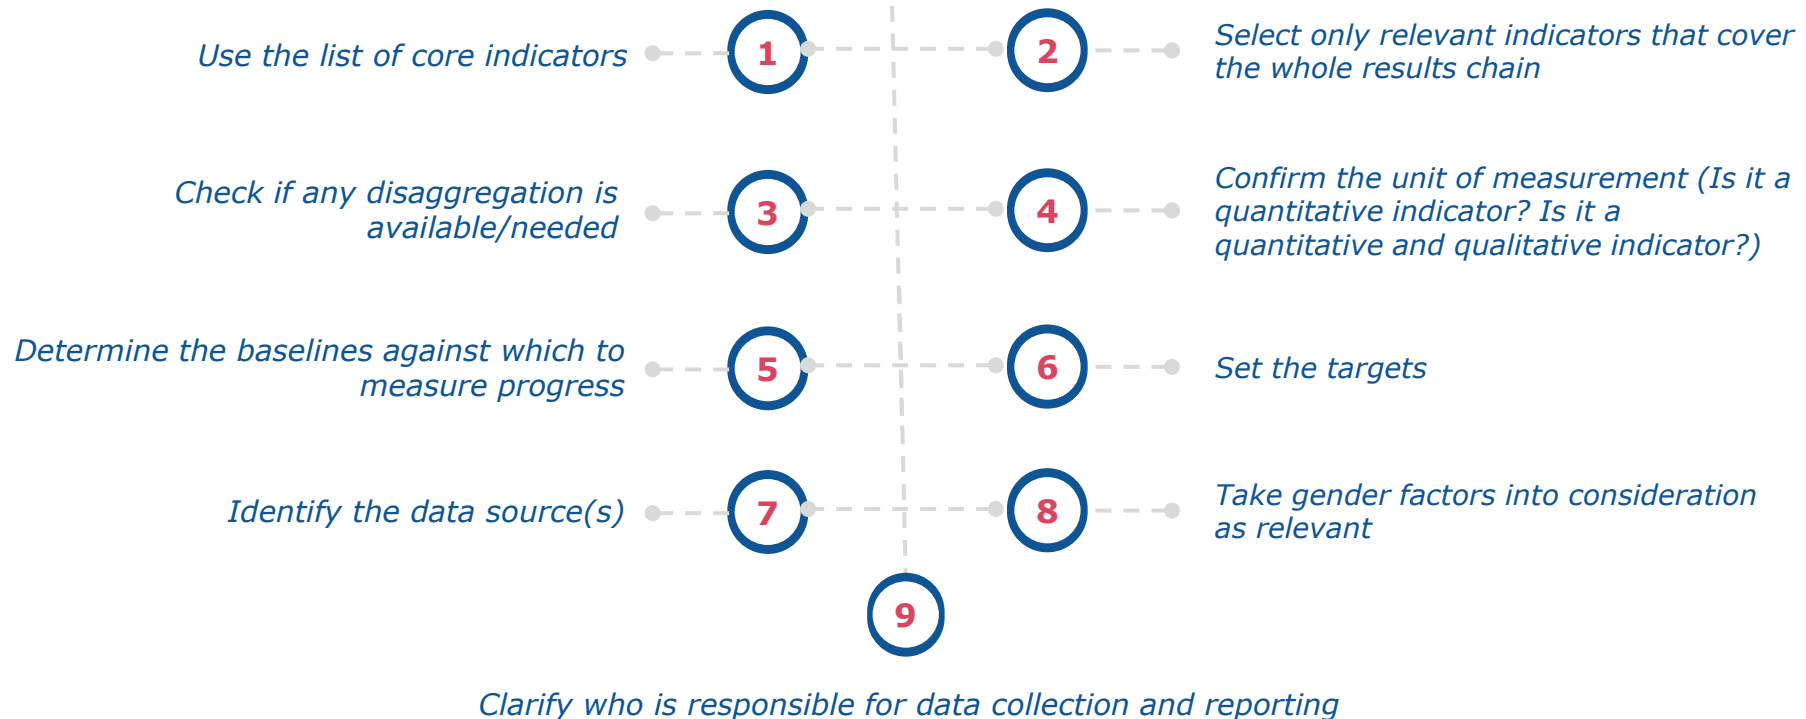 Use the list of core indicators
1
2
Select only relevant indicators that cover
the whole results chain
Check if any disaggregation is
available/needed
3
4
Confirm the unit of measurement (Is it a
quantitative indicator? Is it a
quantitative and qualitative indicator?)
Determine the baselines against which to
measure progress
5
6
Set the targets
Identify the data source(s)
7
8
Take gender factors into consideration
as relevant
9
Clarify who is responsible for data collection and reporting